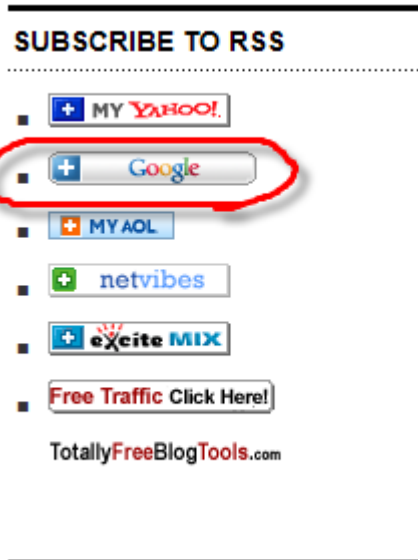 SUBSCRIBE TO RSS
MY YAHOO!.
Google
MY AOL
netvibes
eXcite MIX
Free Traffic Click Here!
TotallyFreeBlogTools.com